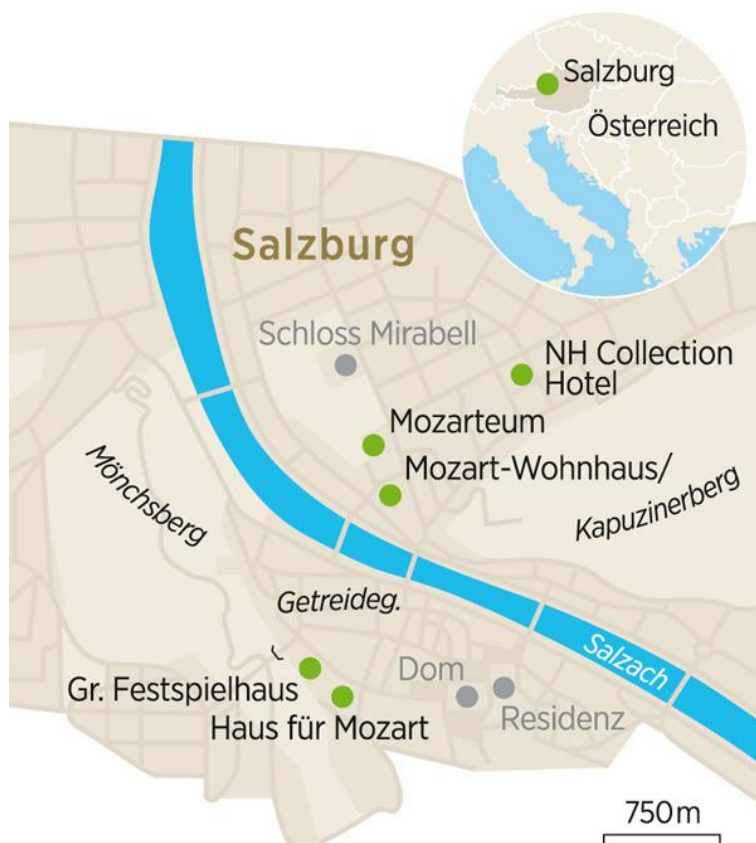 Salzburg
Österreich
Salzburg
Schloss Mirabell
NH Collection
Hotel
Mozarteum
Mozart-Wohnhaus/
Mönchsberg
Kapuzinerberg
Getreideg.
Salzach
Gr. Festspielhaus
Dom
Haus für Mozart
Residenz
750 m